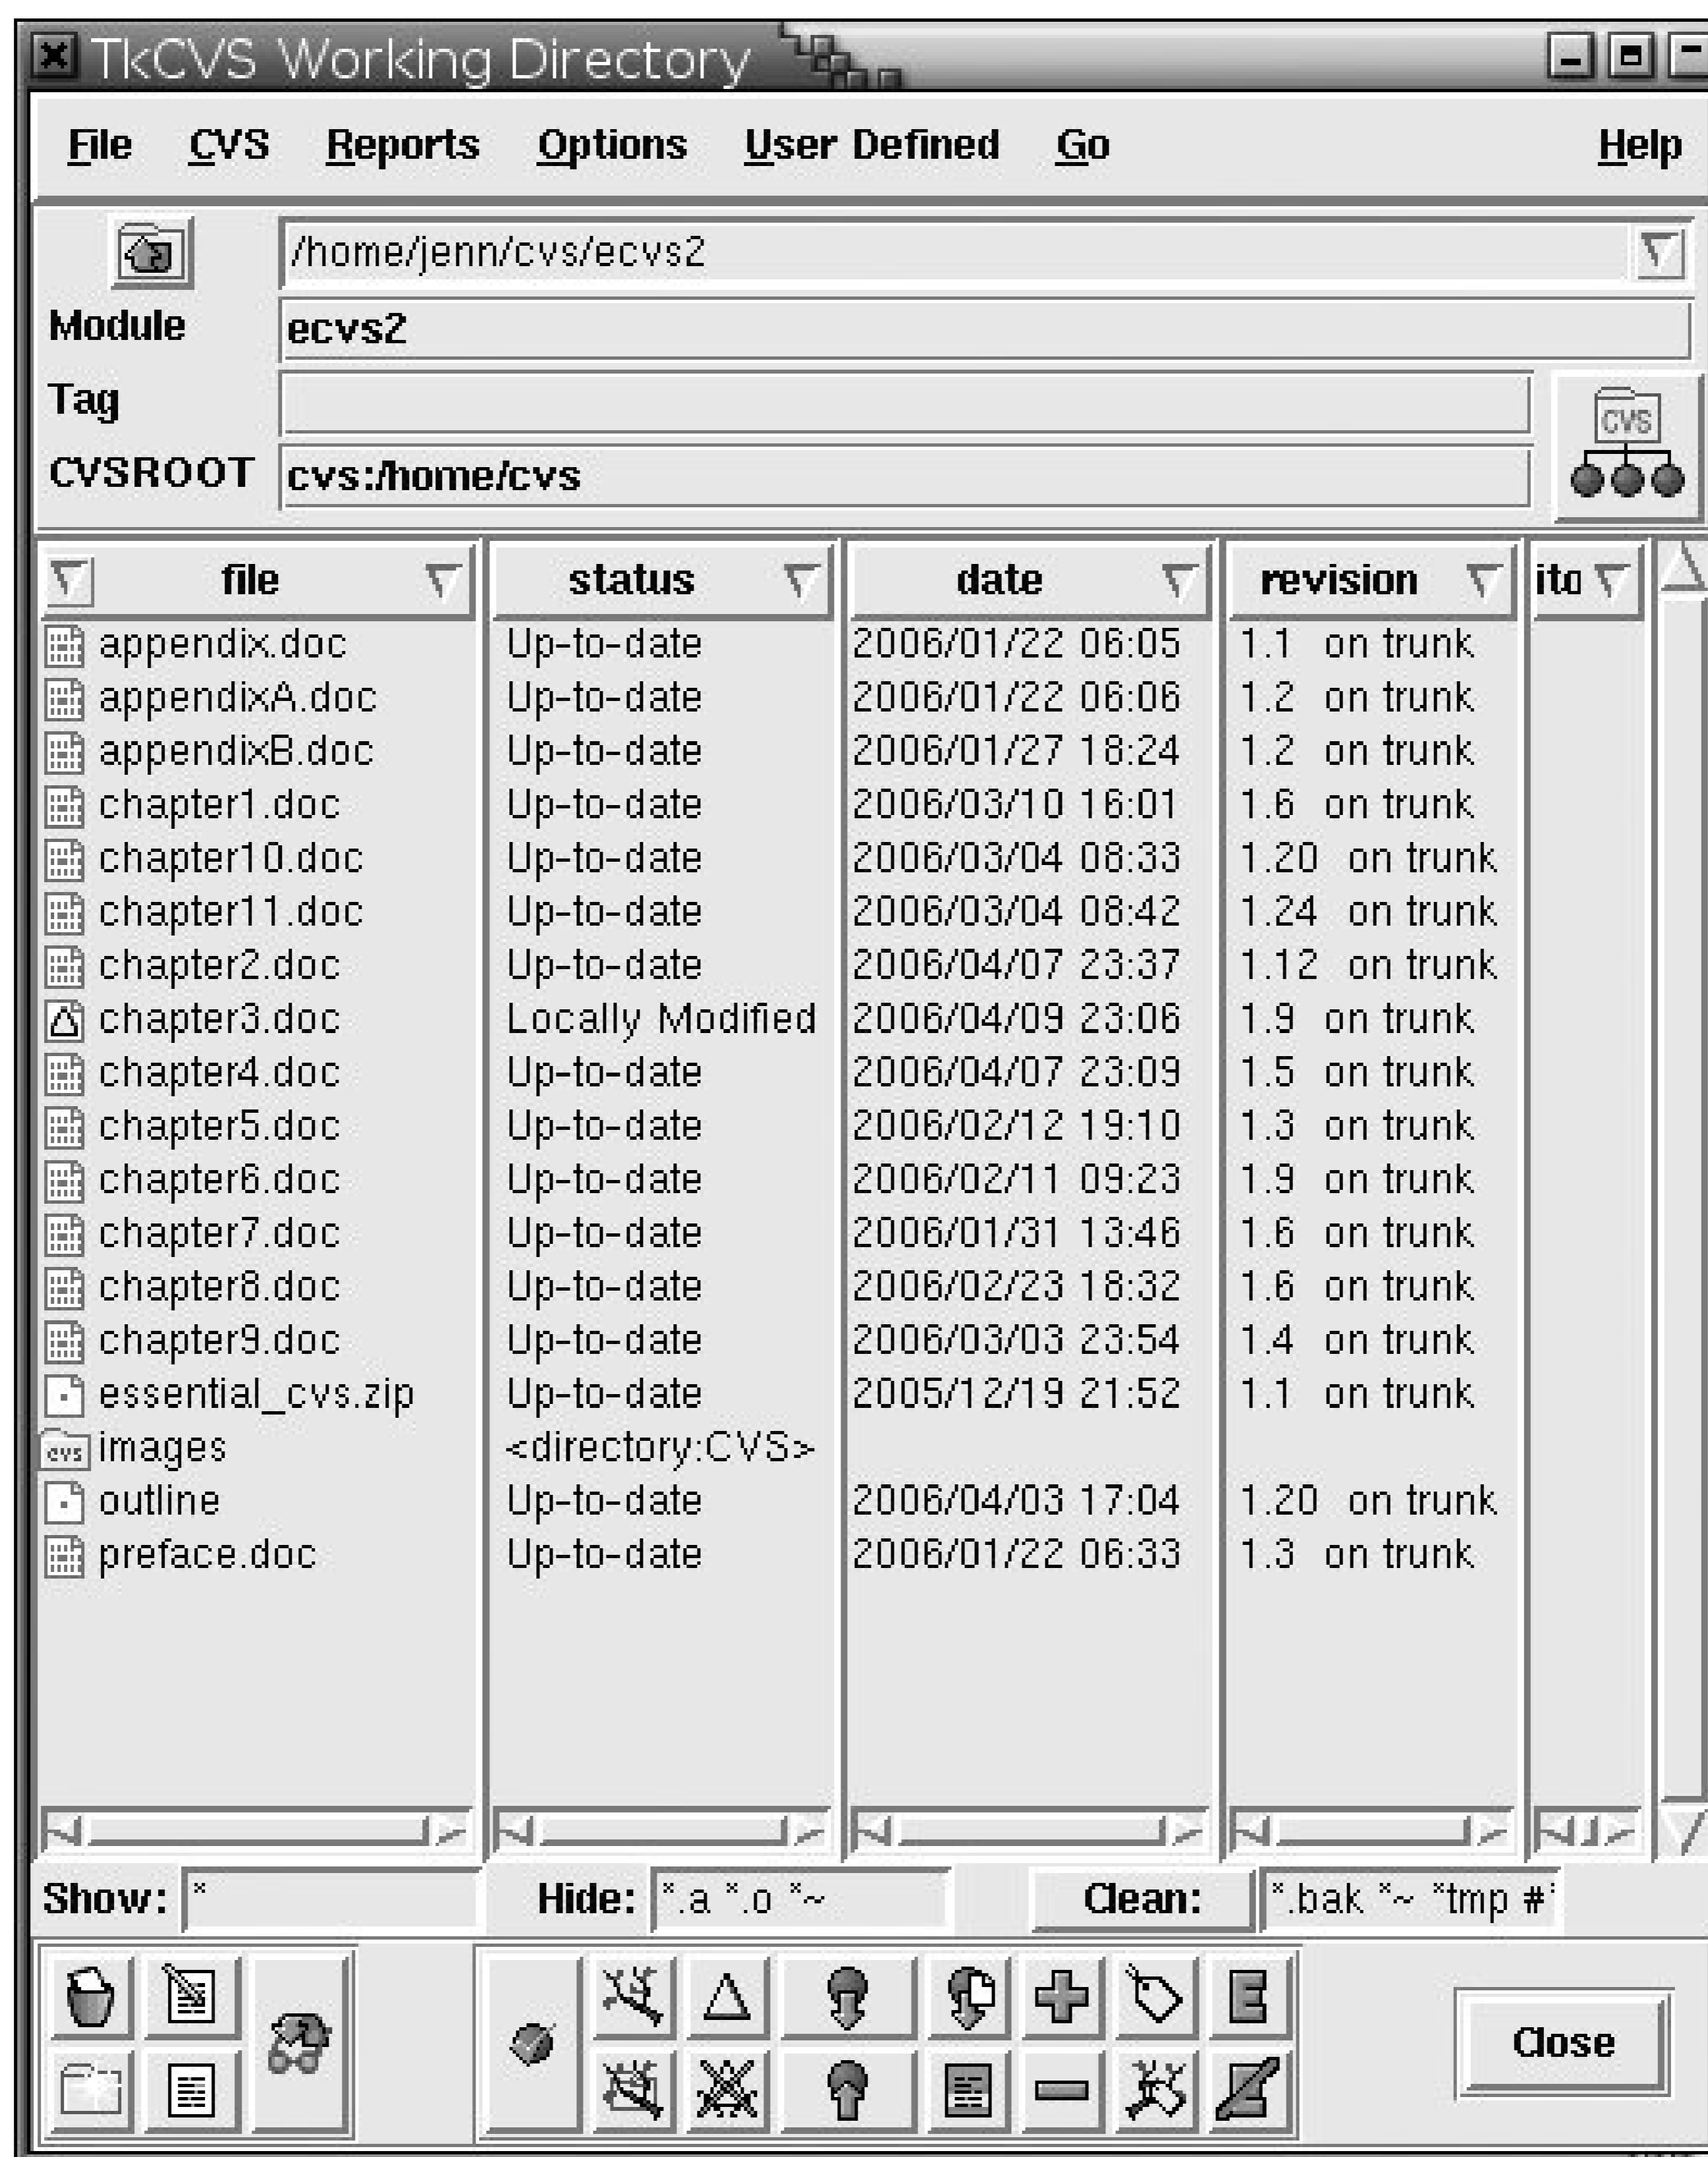 TkCVS Working Directory
File CVS Reports Options User Defined Go Help
/home/jenn/cvs/ecvs2
Module ecvs2
Tag
CVS
CVSROOT cvs:/home/cvs
file status date revision ito
appendix.doc Up-to-date 2006/01/22 06:05 1.1 on trunk
appendixA.doc Up-to-date 2006/01/22 06:06 1.2 on trunk
appendixB.doc Up-to-date 2006/01/27 18:24 1.2 on trunk
chapter1.doc Up-to-date 2006/03/10 16:01 1.6 on trunk
chapter10.doc Up-to-date 2006/03/04 08:33 1.20 on trunk
chapter11.doc Up-to-date 2006/03/04 08:42 1.24 on trunk
chapter2.doc Up-to-date 2006/04/07 23:37 1.12 on trunk
chapter3.doc Locally Modified 2006/04/09 23:06 1.9 on trunk
chapter4.doc Up-to-date 2006/04/07 23:09 1.5 on trunk
chapter5.doc Up-to-date 2006/02/12 19:10 1.3 on trunk
chapter6.doc Up-to-date 2006/02/11 09:23 1.9 on trunk
chapter7.doc Up-to-date 2006/01/31 13:46 1.6 on trunk
chapter8.doc Up-to-date 2006/02/23 18:32 1.6 on trunk
chapter9.doc Up-to-date 2006/03/03 23:54 1.4 on trunk
essential_cvs.zip Up-to-date 2005/12/19 21:52 1.1 on trunk
cvs images <directory:CVS>
outline Up-to-date 2006/04/03 17:04 1.20 on trunk
preface.doc Up-to-date 2006/01/22 06:33 1.3 on trunk
Show: * Hide: *.a *.o *~ Clean: *.bak *~ *tmp #*
E
Close
E